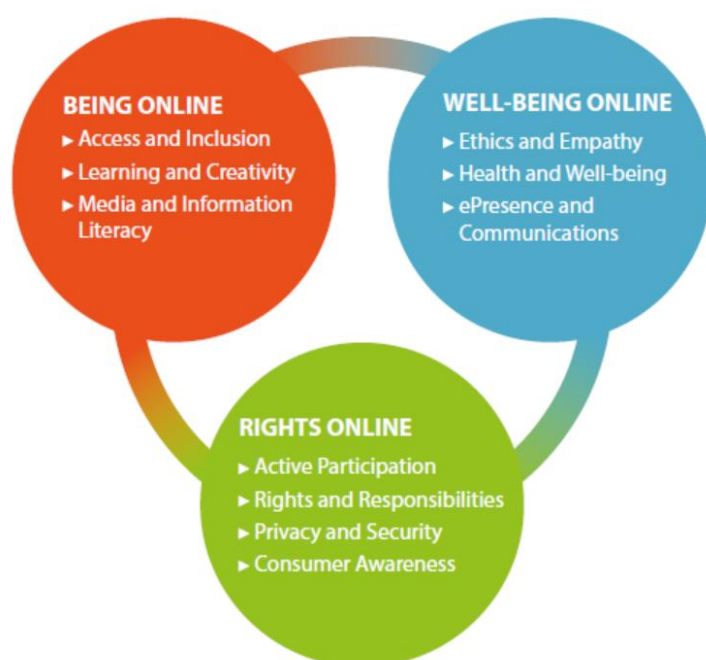 BEING ONLINE
▸ Access and Inclusion
▸ Learning and Creativity
▸ Media and Information
Literacy
WELL-BEING ONLINE
▸ Ethics and Empathy
▸ Health and Well-being
▸ ePresence and
Communications
RIGHTS ONLINE
▸ Active Participation
▸ Rights and Responsibilities
▸ Privacy and Security
▸ Consumer Awareness